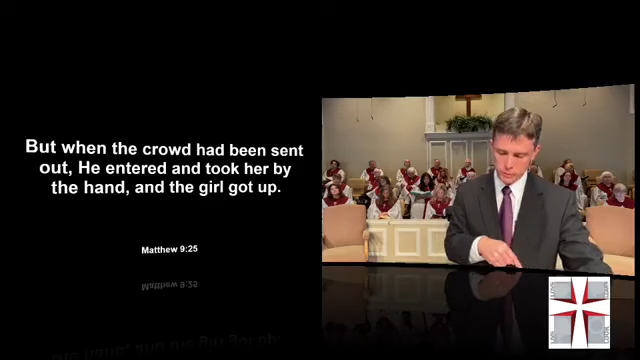 But when the crowd had been sent
out, He entered and took her by
the hand, and the girl got up.
Matthew 9:25